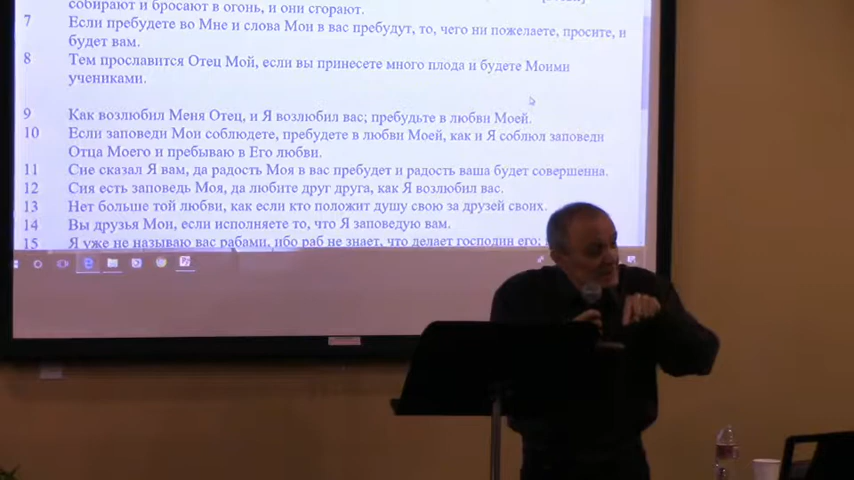 собирают и бросают в огонь, и они сгорают.
7 Если пребудете во Мне и слова Мои в вас пребудут, то, чего ни пожелаете, просите, и
будет вам.
8 Тем прославится Отец Мой, если вы принесете много плода и будете Моими
учениками.
9 Как возлюбил Меня Отец, и Я возлюбил вас; пребудьте в любви Моей.
10 Если заповеди Мои соблюдете, пребудете в любви Моей, как и Я соблюл заповеди
Отца Моего и пребываю в Его любви.
11 Сие сказал Я вам, да радость Моя в вас пребудет и радость ваша будет совершенна.
12 Сия есть заповедь Моя, да любите друг друга, как Я возлюбил вас.
13 Нет больше той любви, как если кто положит душу свою за друзей своих.
14 Вы друзья Мои, если исполняете то, что Я заповедую вам.
15 Я уже не называю вас рабами, ибо раб не знает, что делает господин его;